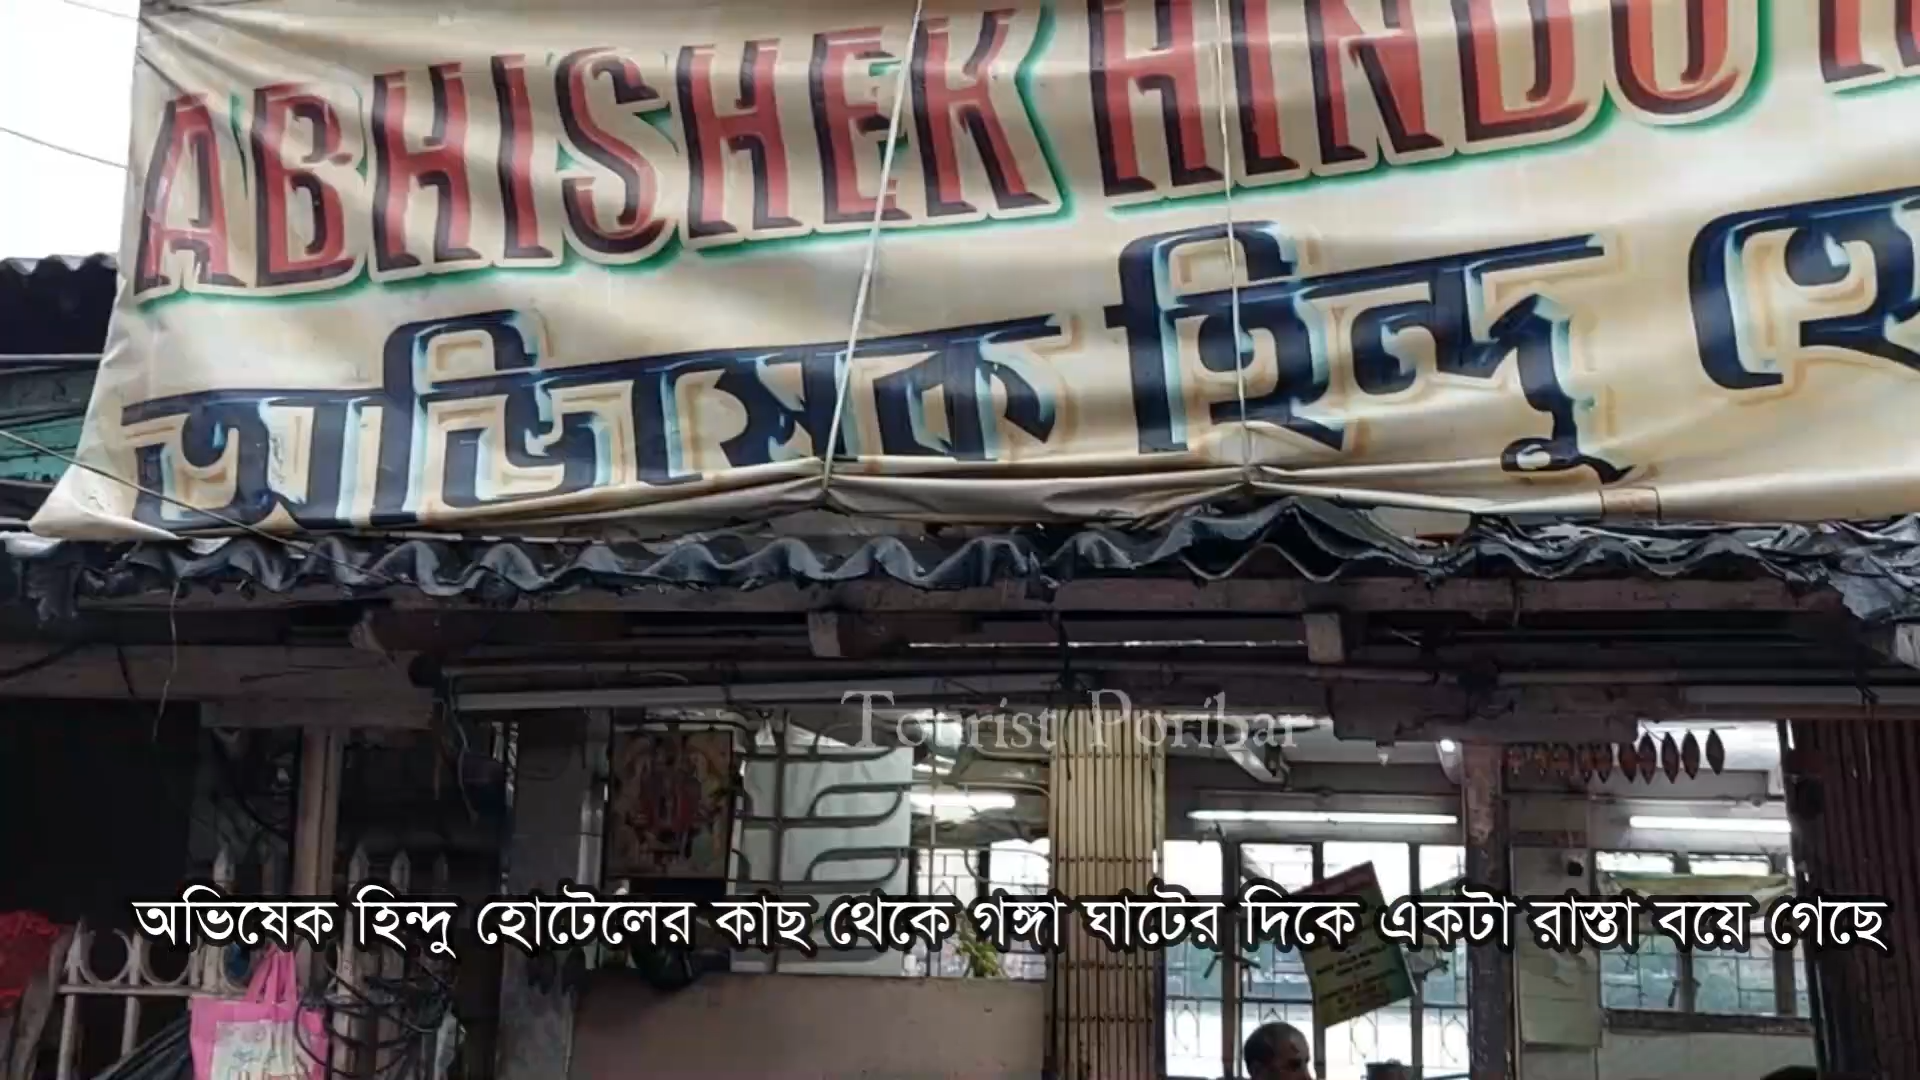 ABHISHEK HINDU
অভিষেক হিন্দু
Tourist Poribar
অভিষেক হিন্দু হোটেলের কাছ থেকে গঙ্গা ঘাটের দিকে একটা রাস্তা বয়ে গেছে